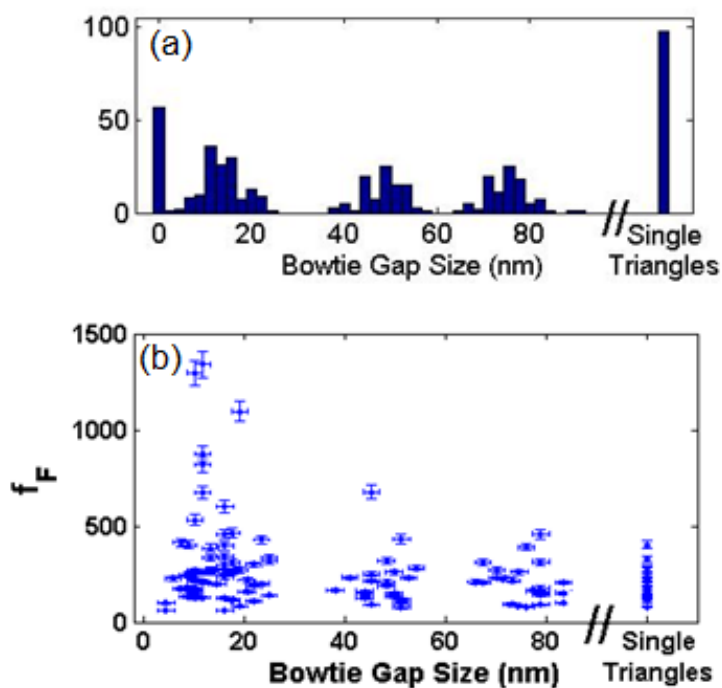 (a)
100
50
0
0 20 40 60 80 // Single
Bowtie Gap Size (nm) Triangles
(b)
1500
1000
500
0
f_F
0 20 40 60 80 // Single
Bowtie Gap Size (nm) Triangles